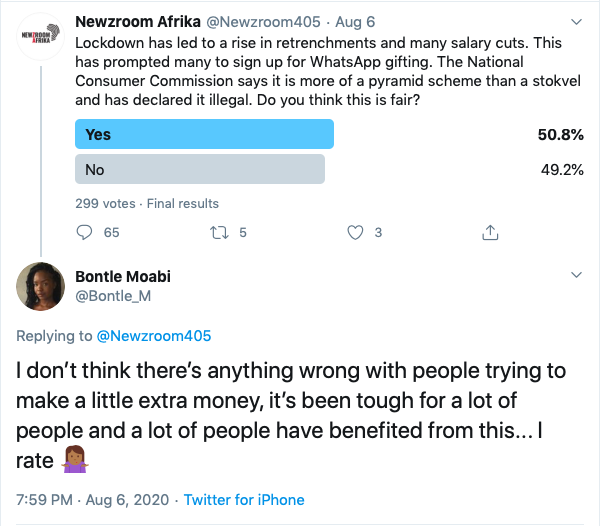 Newzroom Afrika @Newzroom405 · Aug 6
NEWZROOM
AFRIKA
Lockdown has led to a rise in retrenchments and many salary cuts. This
has prompted many to sign up for WhatsApp gifting. The National
Consumer Commission says it is more of a pyramid scheme than a stokvel
and has declared it illegal. Do you think this is fair?
Yes 50.8%
No 49.2%
299 votes · Final results
65 5 3
Bontle Moabi
@Bontle_M
Replying to @Newzroom405
I don’t think there’s anything wrong with people trying to
make a little extra money, it’s been tough for a lot of
people and a lot of people have benefited from this... I
rate 🤷🏾‍♀️
7:59 PM · Aug 6, 2020 · Twitter for iPhone